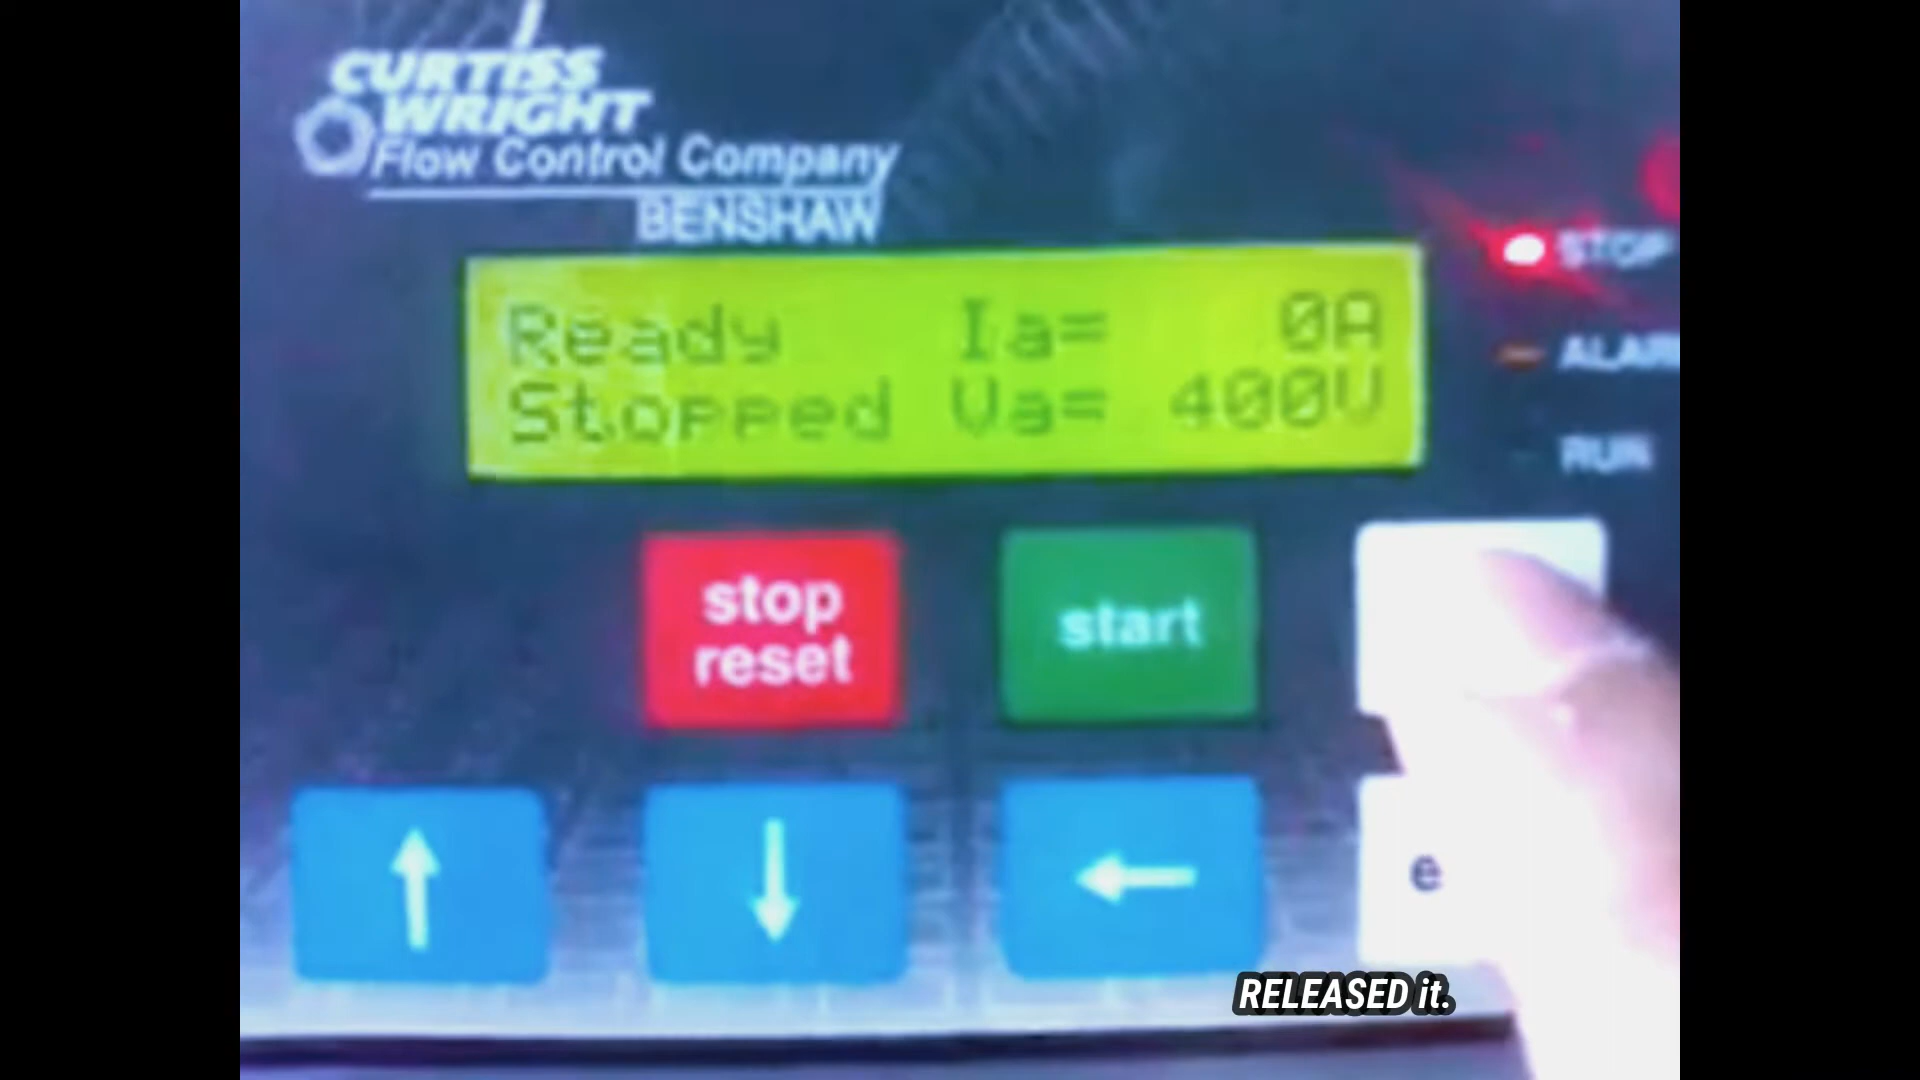 CURTISS
WRIGHT
Flow Control Company
BENSHAW
Ready Ia= 0A
Stopped Va= 400V
STOP
ALAR
RUN
stop
reset
start
↑ ↓ ←
e
RELEASED it.